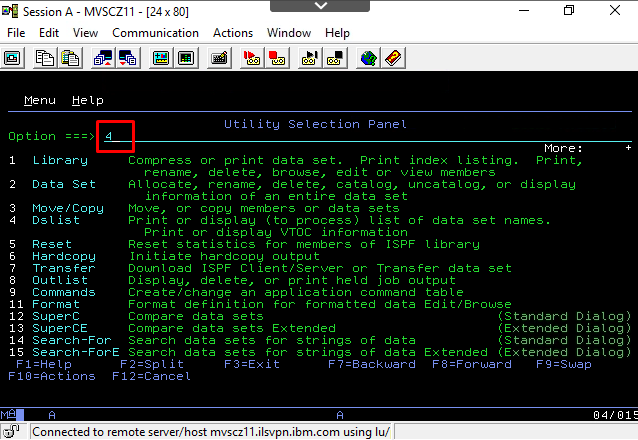 Session A - MVSCZ11 - [24 x 80]
File Edit View Communication Actions Window Help
Menu Help
Utility Selection Panel
Option ===> 4
More: +
1 Library Compress or print data set. Print index listing. Print,
rename, delete, browse, edit or view members
2 Data Set Allocate, rename, delete, catalog, uncatalog, or display
information of an entire data set
3 Move/Copy Move, or copy members or data sets
4 Dslist Print or display (to process) list of data set names.
Print or display VTOC information
5 Reset Reset statistics for members of ISPF library
6 Hardcopy Initiate hardcopy output
7 Transfer Download ISPF Client/Server or Transfer data set
8 Outlist Display, delete, or print held job output
9 Commands Create/change an application command table
11 Format Format definition for formatted data Edit/Browse
12 SuperC Compare data sets (Standard Dialog)
13 SuperCE Compare data sets Extended (Extended Dialog)
14 Search-For Search data sets for strings of data (Standard Dialog)
15 Search-ForE Search data sets for strings of data Extended (Extended Dialog)
F1=Help F2=Split F3=Exit F7=Backward F8=Forward F9=Swap
F10=Actions F12=Cancel
MA A A 04/015
Connected to remote server/host mvscz11.ilsvpn.ibm.com using lu/